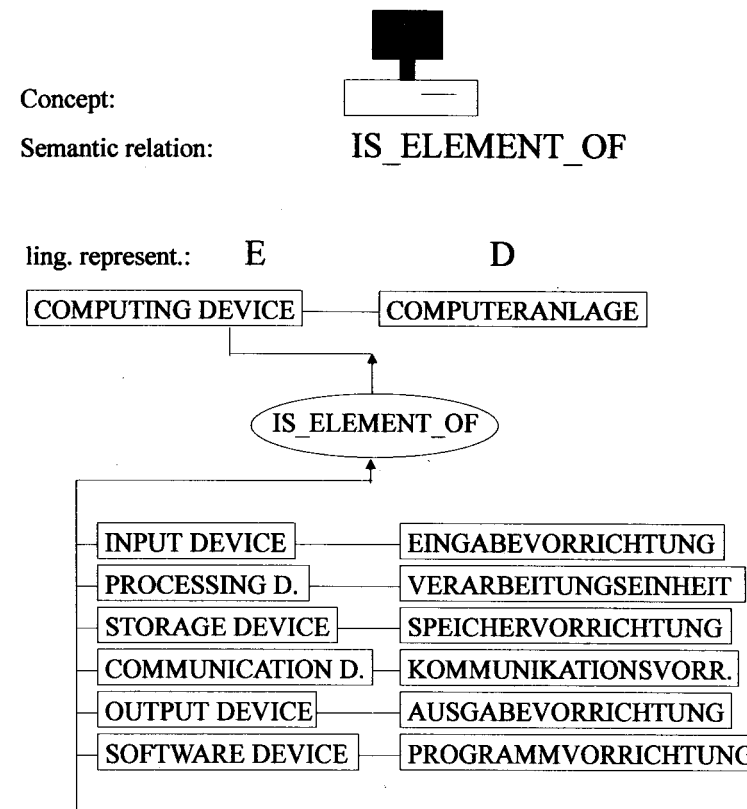 Concept:
Semantic relation: IS_ELEMENT_OF
ling. represent.: E D
COMPUTING DEVICE COMPUTERANLAGE
IS_ELEMENT_OF
INPUT DEVICE EINGABEVORRICHTUNG
PROCESSING D. VERARBEITUNGSEINHEIT
STORAGE DEVICE SPEICHERVORRICHTUNG
COMMUNICATION D. KOMMUNIKATIONSVORR.
OUTPUT DEVICE AUSGABEVORRICHTUNG
SOFTWARE DEVICE PROGRAMMVORRICHTUNG